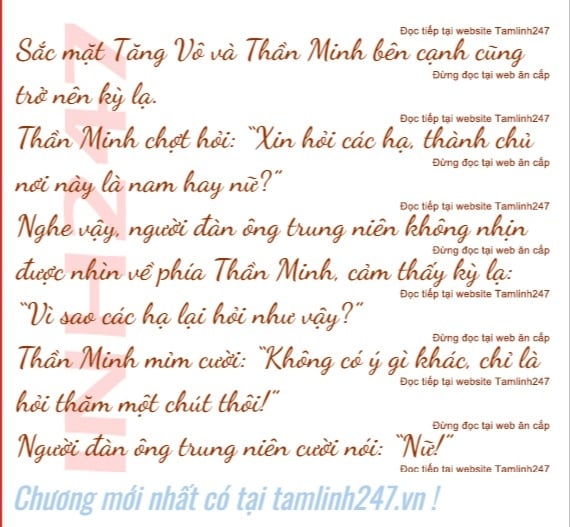 Đọc tiếp tại website Tamlinh247
Sắc mặt Tăng Vô và Thần Minh bên cạnh cũng
Đừng đọc tại web ăn cắp
trở nên kỳ lạ.
Đọc tiếp tại website Tamlinh247
Thần Minh chợt hỏi: “Xin hỏi các hạ, thành chủ
Đừng đọc tại web ăn cắp
nơi này là nam hay nữ?”
Đọc tiếp tại website Tamlinh247
Nghe vậy, người đàn ông trung niên không nhịn
Đừng đọc tại web ăn cắp
được nhìn về phía Thần Minh, cảm thấy kỳ lạ:
Đọc tiếp tại website Tamlinh247
“Vì sao các hạ lại hỏi như vậy?”
Đừng đọc tại web ăn cắp
Thần Minh mỉm cười: “Không có ý gì khác, chỉ là
Đọc tiếp tại website Tamlinh247
hỏi thăm một chút thôi!”
Đừng đọc tại web ăn cắp
Người đàn ông trung niên cười nói: “Nữ!”
Đọc tiếp tại website Tamlinh247
INH247
Chương mới nhất có tại tamlinh247.vn !